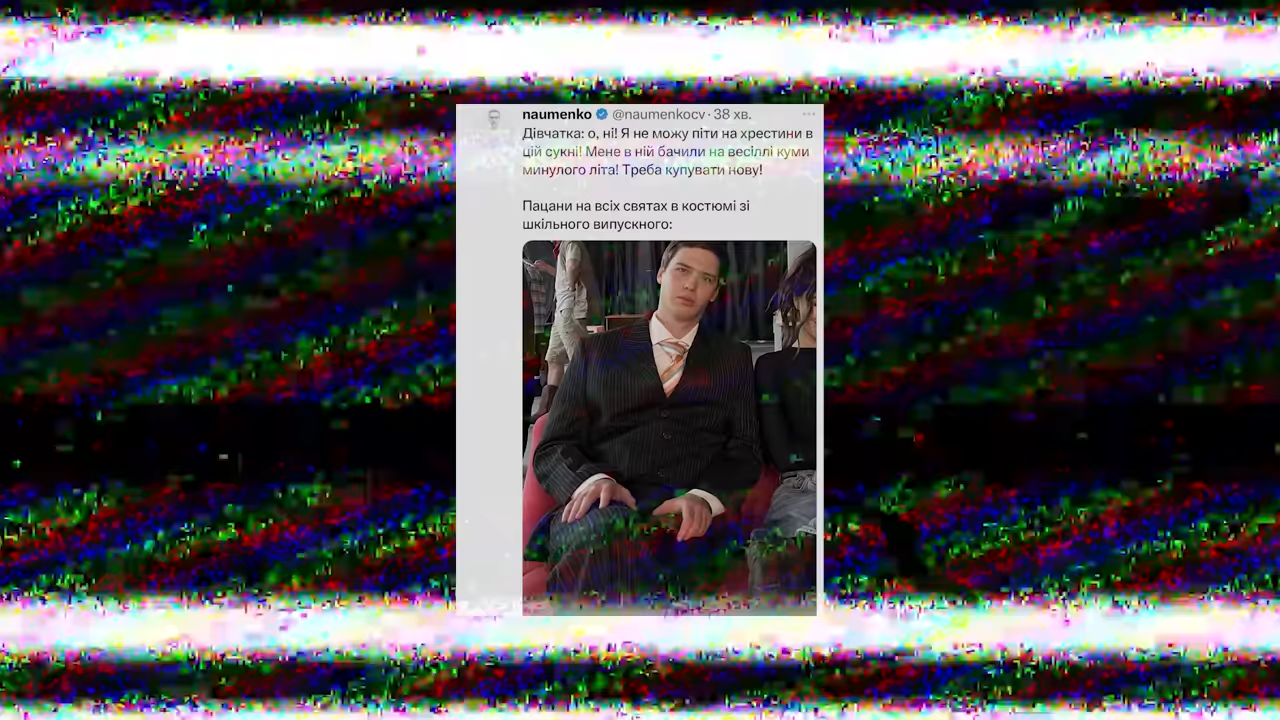 naumenko @naumenkocv · 38 хв.
Дівчатка: о, ні! Я не можу піти на хрестини в
цій сукні! Мене в ній бачили на весіллі куми
минулого літа! Треба купувати нову!
Пацани на всіх святах в костюмі зі
шкільного випускного: